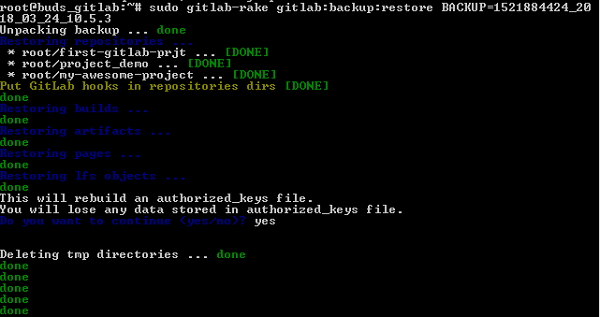 root@buds_gitlab:~# sudo gitlab-rake gitlab:backup:restore BACKUP=1521884424_20
18_03_24_10.5.3
Unpacking backup ... done
Restoring repositories ...
* root/first-gitlab-prjt ... [DONE]
* root/project_demo ... [DONE]
* root/my-awesome-project ... [DONE]
Put GitLab hooks in repositories dirs [DONE]
done
Restoring builds ...
done
Restoring artifacts ...
done
Restoring pages ...
done
Restoring lfs objects ...
done
This will rebuild an authorized_keys file.
You will lose any data stored in authorized_keys file.
Do you want to continue (yes/no)? yes
Deleting tmp directories ... done
done
done
done
done
done